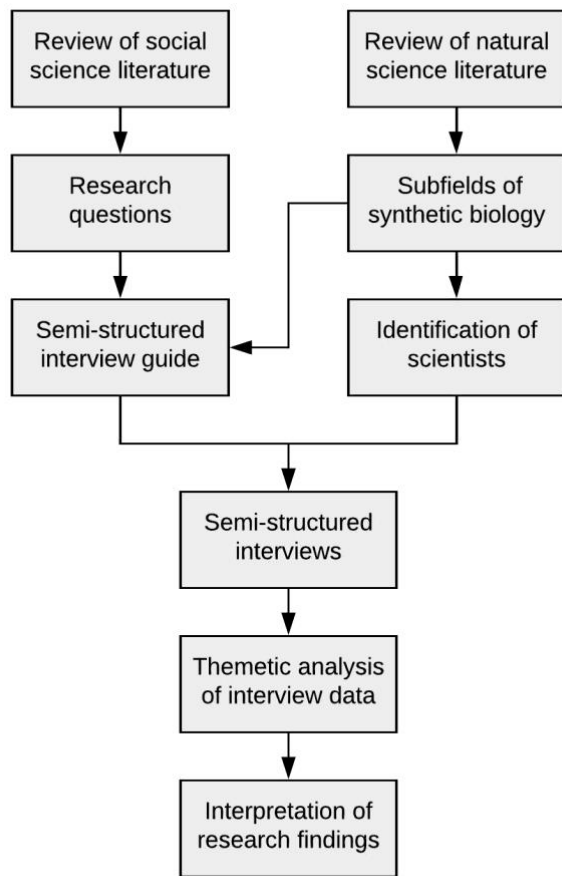 Review of social
science literature
Review of natural
science literature
Research
questions
Subfields of
synthetic biology
Semi-structured
interview guide
Identification of
scientists
Semi-structured
interviews
Themetic analysis
of interview data
Interpretation of
research findings